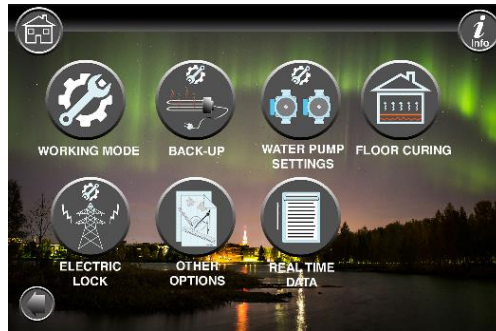 i
Info
WORKING MODE
BACK-UP
WATER PUMP
SETTINGS
FLOOR CURING
ELECTRIC
LOCK
OTHER
OPTIONS
REAL TIME
DATA